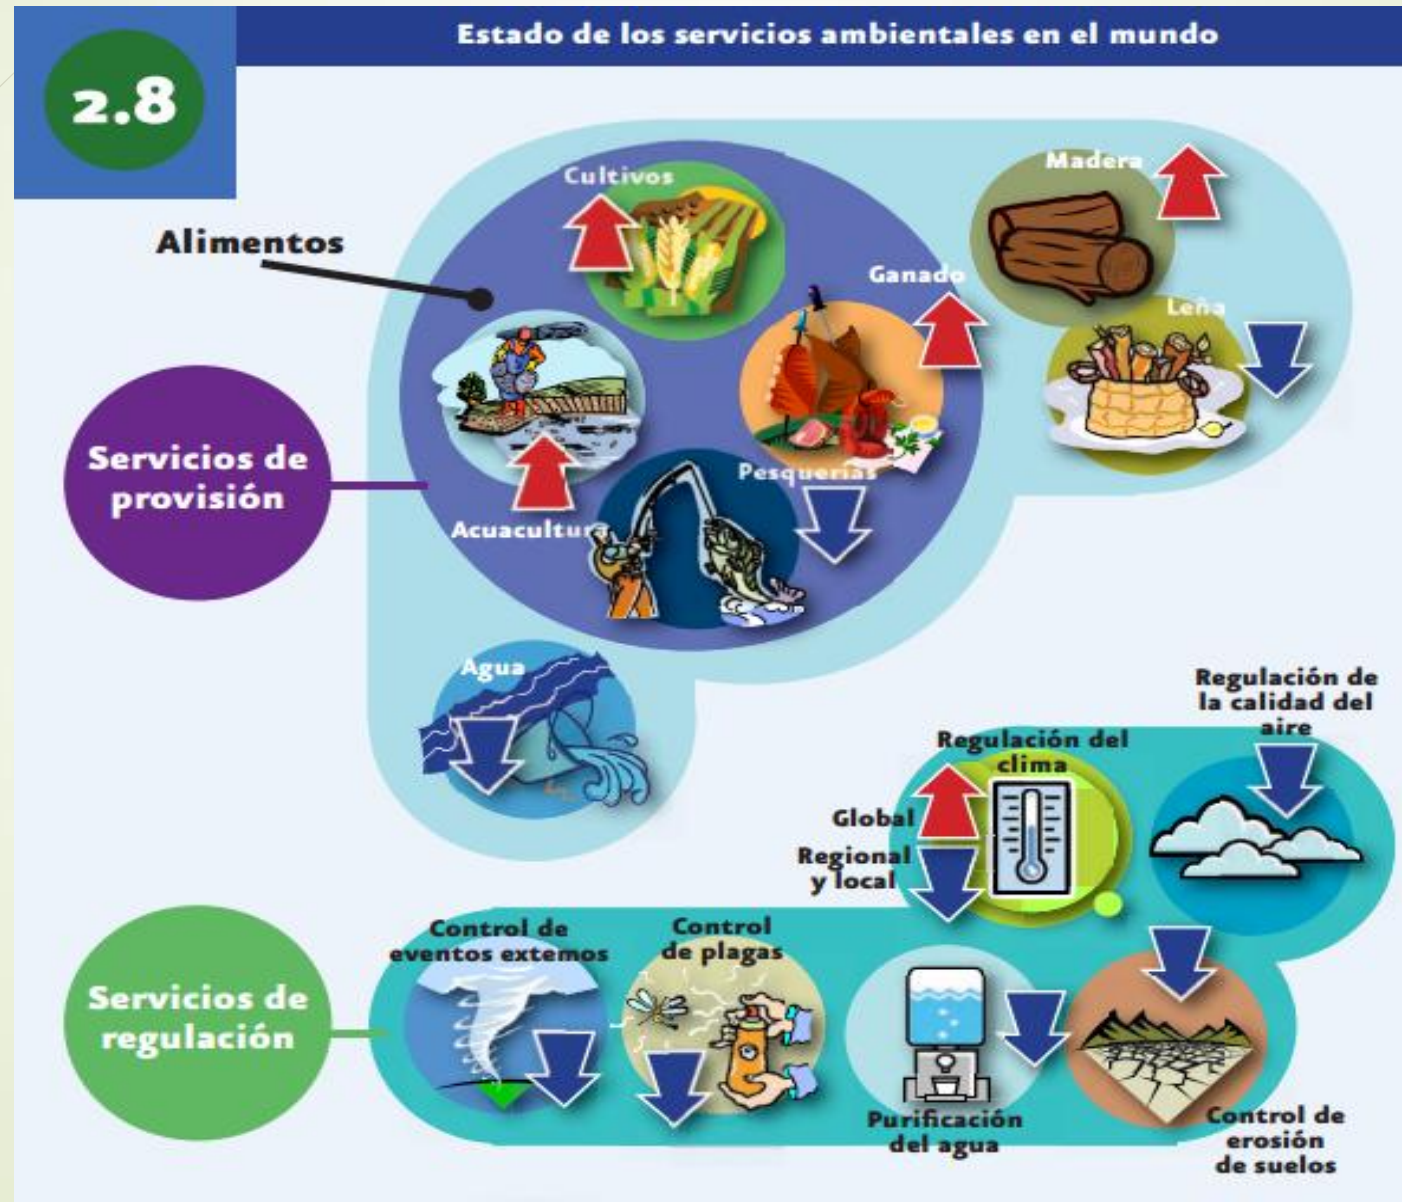 Estado de los servicios ambientales en el mundo
2.8
Alimentos
Cultivos
Ganado
Acuacultura
Pesquerías
Madera
Leña
Agua
Servicios de
provisión
Regulación del
clima
Global
Regional
y local
Regulación de
la calidad del
aire
Servicios de
regulación
Control de
eventos extemos
Control
de plagas
Purificación
del agua
Control de
erosión
de suelos